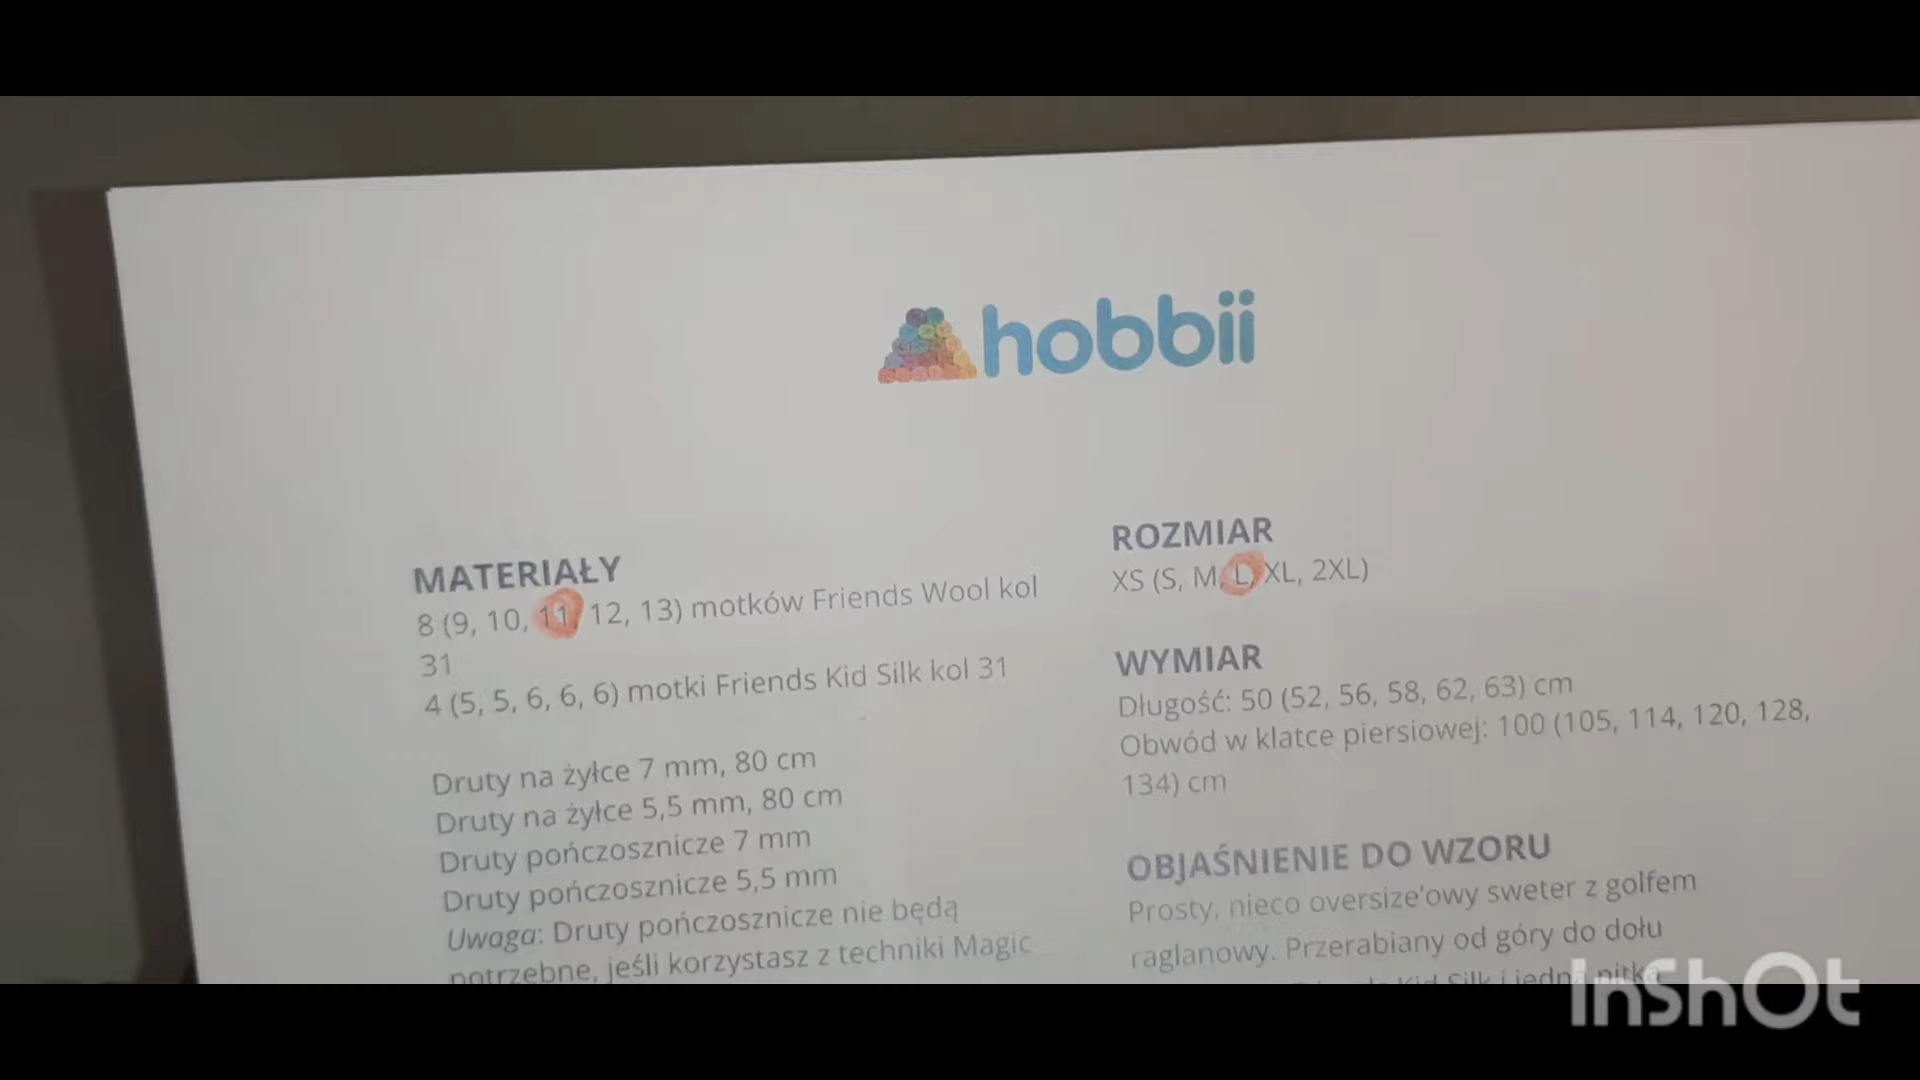 hobbii
MATERIAŁY
8 (9, 10, 11, 12, 13) motków Friends Wool kol
31
4 (5, 5, 6, 6, 6) motki Friends Kid Silk kol 31
Druty na żyłce 7 mm, 80 cm
Druty na żyłce 5,5 mm, 80 cm
Druty pończosznicze 7 mm
Druty pończosznicze 5,5 mm
Uwaga: Druty pończosznicze nie będą
potrzebne, jeśli korzystasz z techniki Magic
ROZMIAR
XS (S, M, L, XL, 2XL)
WYMIAR
Długość: 50 (52, 56, 58, 62, 63) cm
Obwód w klatce piersiowej: 100 (105, 114, 120, 128,
134) cm
OBJAŚNIENIE DO WZORU
Prosty, nieco oversize'owy sweter z golfem
raglanowy. Przerabiany od góry do dołu
Kid Silk i jedną nitką
InShOt